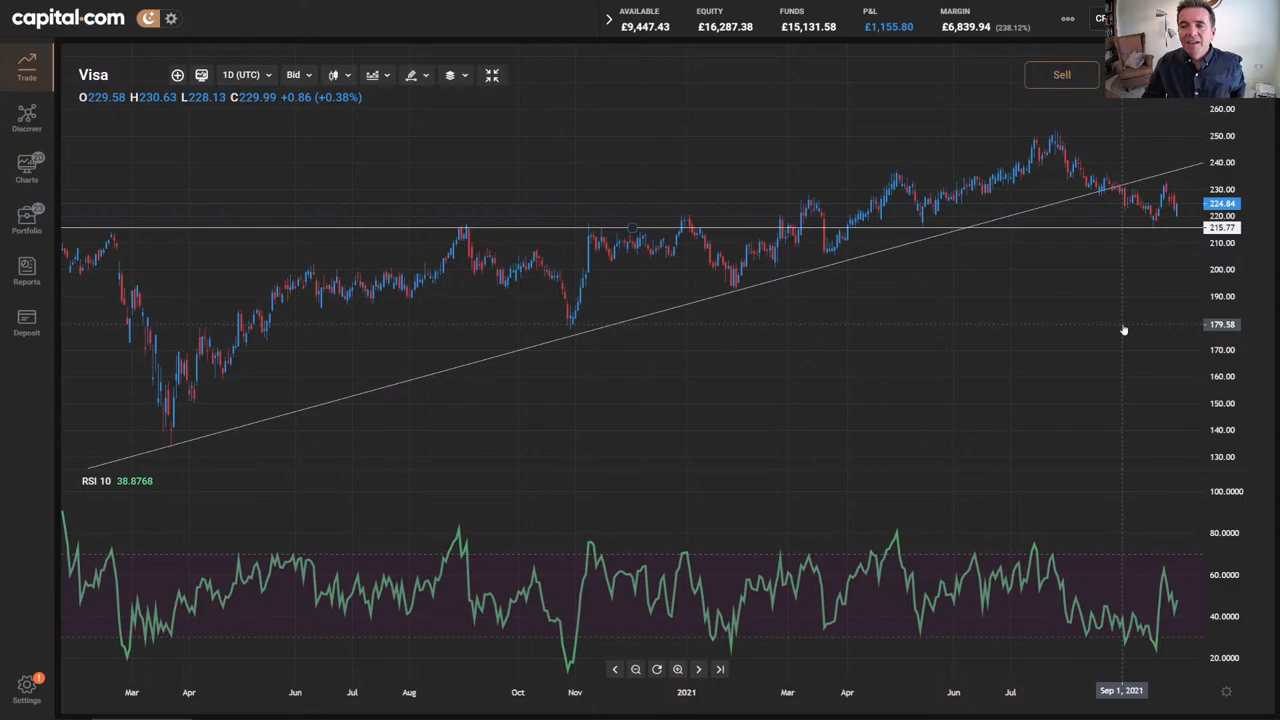 capital.com
AVAILABLE EQUITY FUNDS P&L MARGIN
£9,447.43 £16,287.38 £15,131.58 £1,155.80 £6,839.94 (238.12%)
Trade
Discover
20
Charts
23
Portfolio
Reports
Deposit
!
Settings
Visa 1D (UTC) Bid Sell
O229.58 H230.63 L228.13 C229.99 +0.86 (+0.38%)
260.00
250.00
240.00
230.00
224.84
220.00
215.77
210.00
200.00
190.00
179.58
170.00
160.00
150.00
140.00
130.00
RSI 10 38.8768
100.0000
80.0000
60.0000
40.0000
20.0000
Mar Apr Jun Jul Aug Oct Nov 2021 Mar Apr Jun Jul Sep 1, 2021